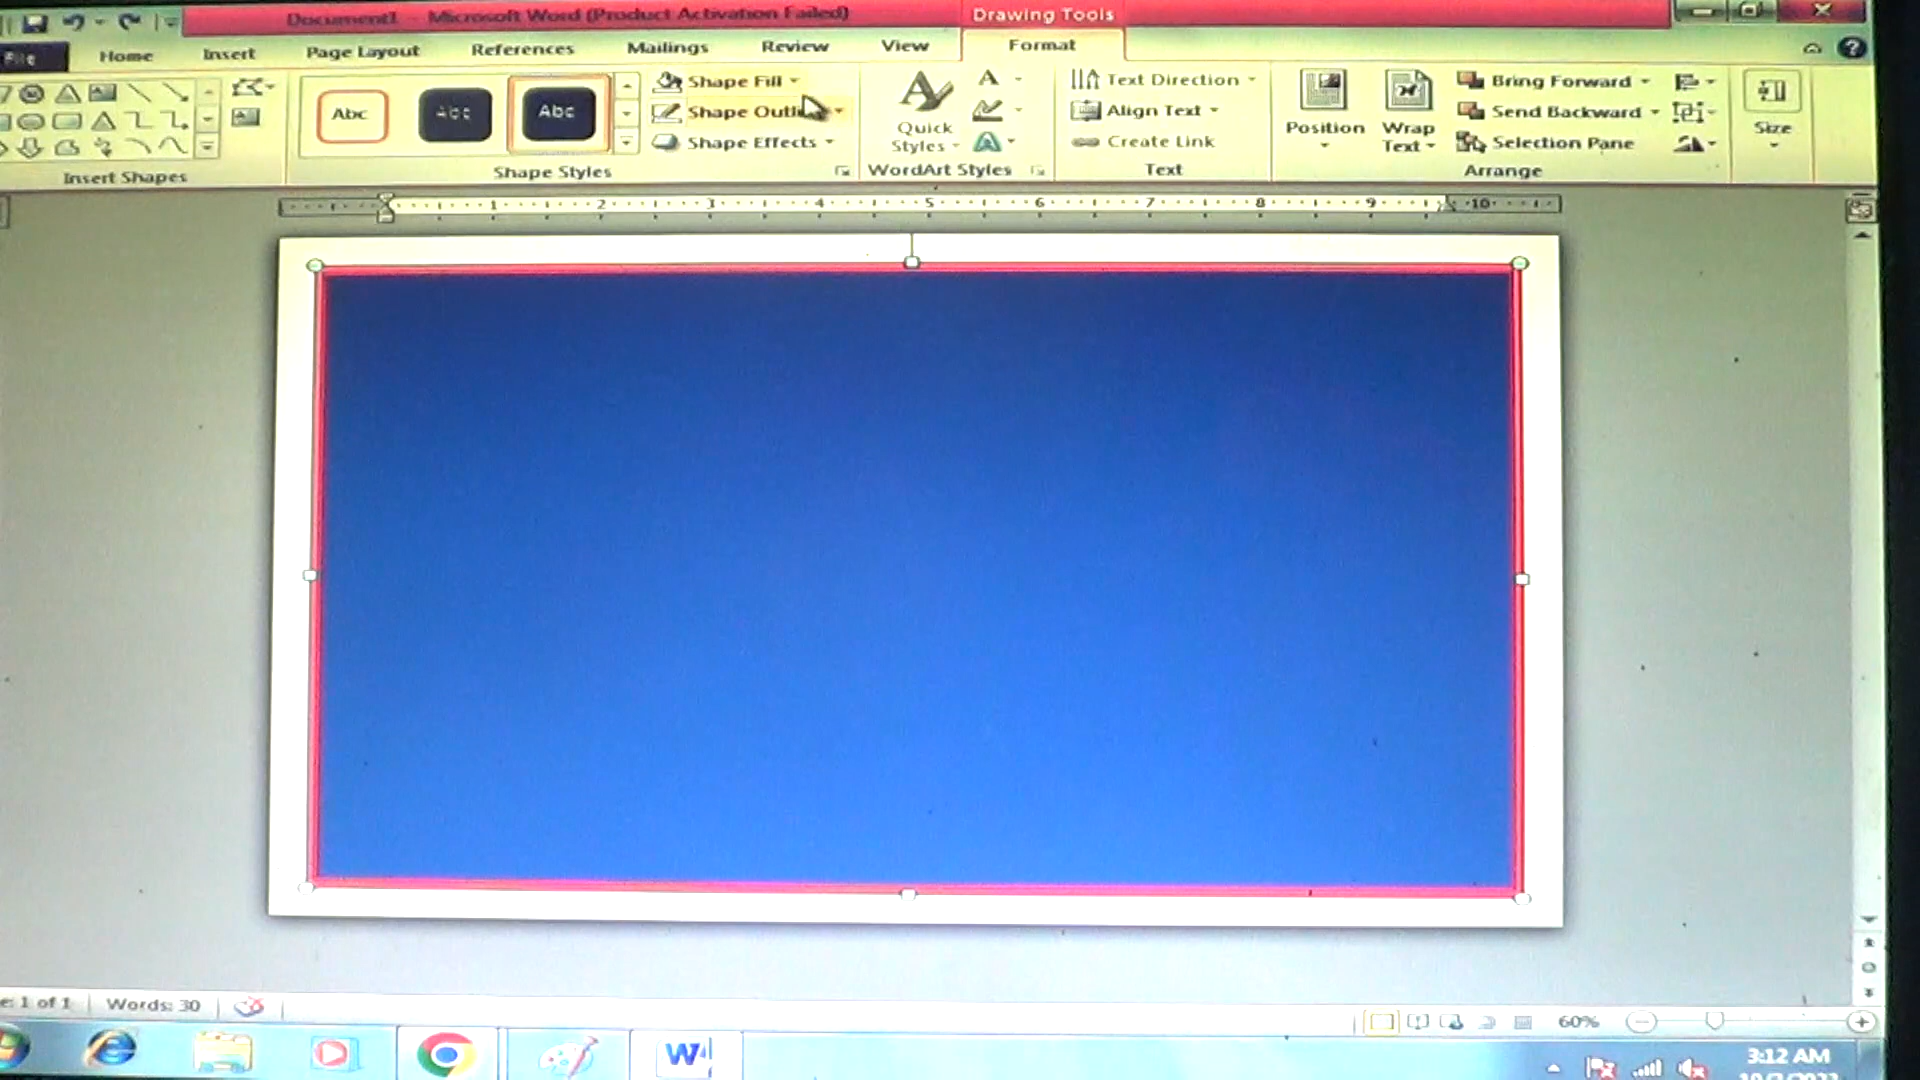 Document1 - Microsoft Word (Product Activation Failed)
Drawing Tools
File
Home
Insert
Page Layout
References
Mailings
Review
View
Format
Abc
Abc
Abc
Shape Fill
Shape Effects
Quick
Styles
A
Text Direction
Align Text
Create Link
Position
Wrap
Text
Bring Forward
Send Backward
Selection Pane
Size
Insert Shapes
Shape Styles
WordArt Styles
Text
Arrange
1 2 3 4 5 6 7 8 9 10
1 of 1
Words: 30
60%
3:12 AM